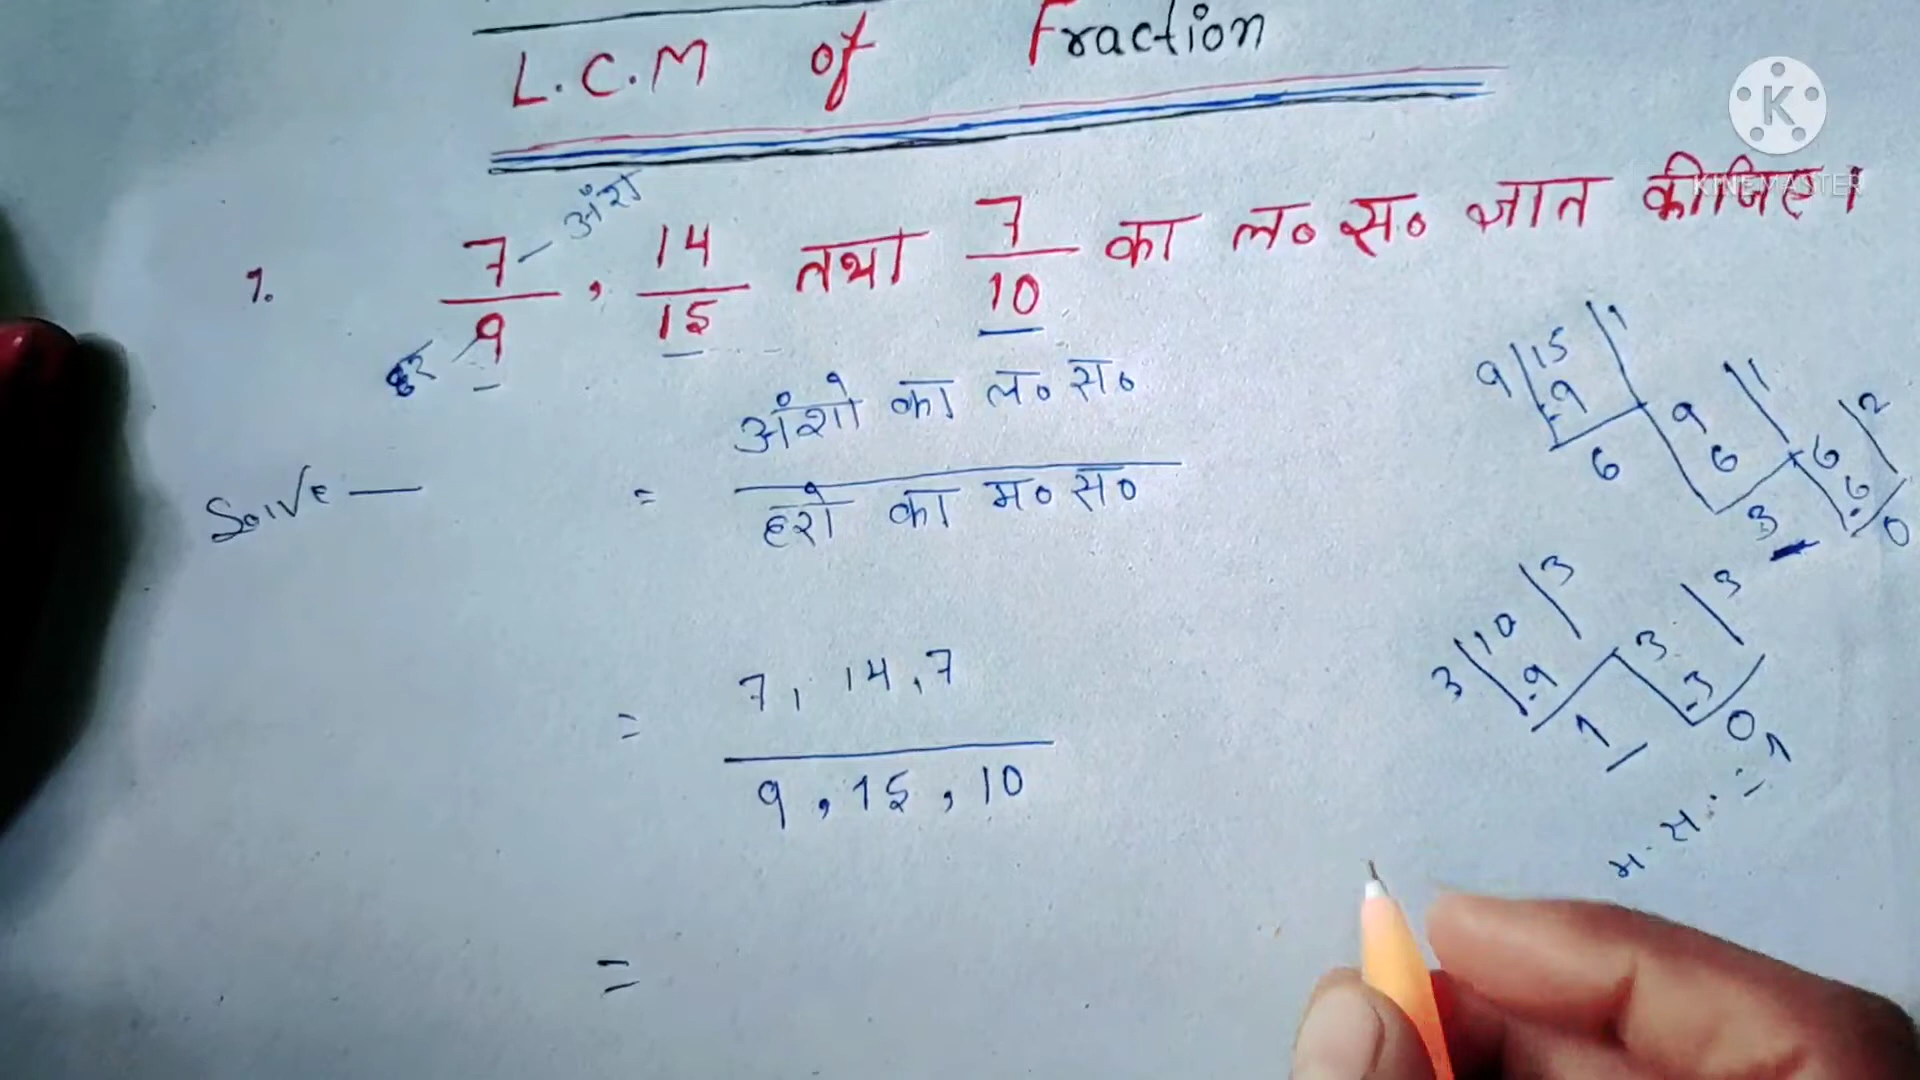 L.C.M of Fraction
K
KINEMASTER
1. 7/9 , 14/15 तथा 7/10 का ल० स० ज्ञात कीजिए।
अंश
हर
Solve — = अंशो का ल० स० / हरो का म० स०
= 7, 14, 7 / 9, 15, 10
=
9 15 1
9
6 9 1
6
3 6 2
6
0
3 10 3
9
1 3 3
3
0
म. स. = 1